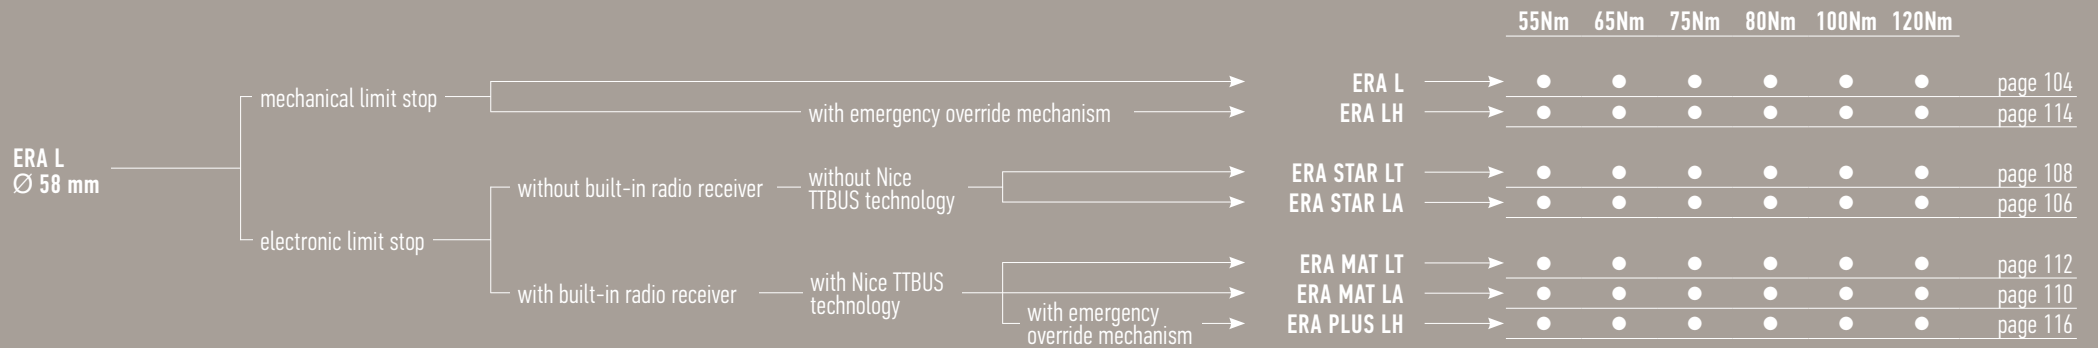 55Nm 65Nm 75Nm 80Nm 100Nm 120Nm
mechanical limit stop
ERA L
page 104
with emergency override mechanism
ERA LH
page 114
ERA L
Ø 58 mm
without built-in radio receiver
without Nice
TTBUS technology
ERA STAR LT
page 108
ERA STAR LA
page 106
electronic limit stop
with built-in radio receiver
with Nice TTBUS
technology
ERA MAT LT
page 112
ERA MAT LA
page 110
with emergency
override mechanism
ERA PLUS LH
page 116